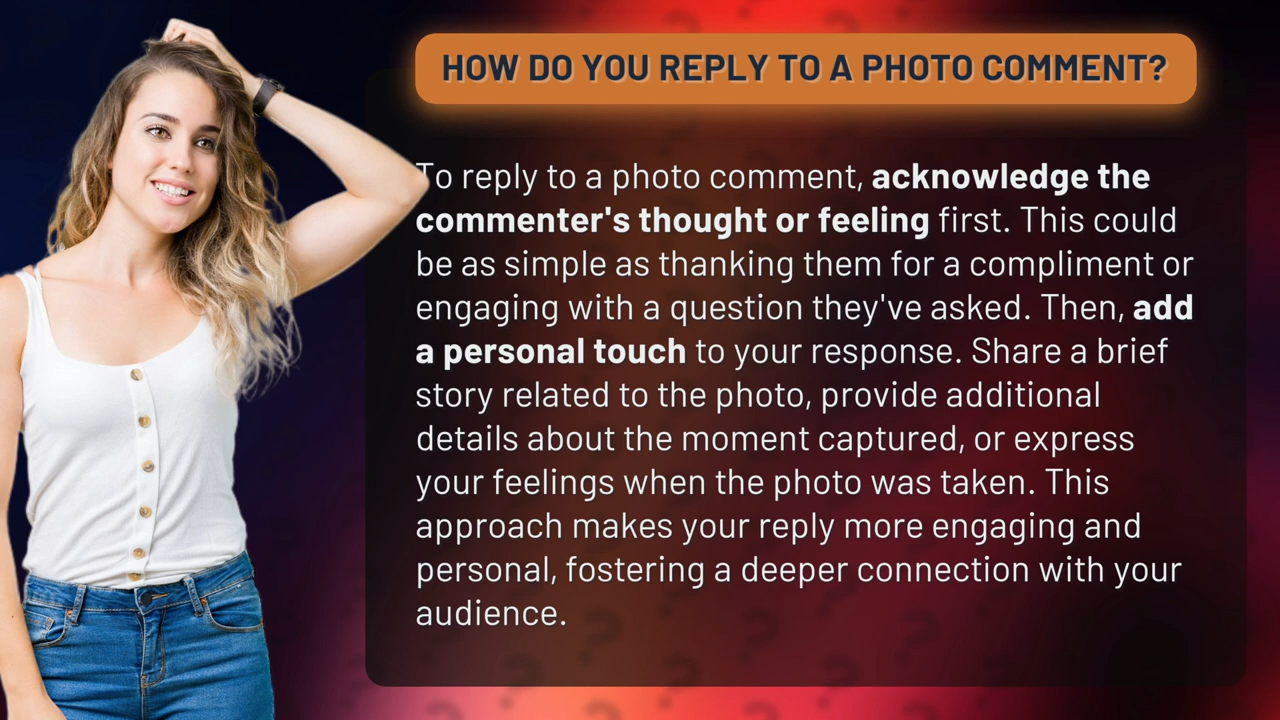 HOW DO YOU REPLY TO A PHOTO COMMENT?
To reply to a photo comment, acknowledge the
commenter's thought or feeling first. This could
be as simple as thanking them for a compliment or
engaging with a question they've asked. Then, add
a personal touch to your response. Share a brief
story related to the photo, provide additional
details about the moment captured, or express
your feelings when the photo was taken. This
approach makes your reply more engaging and
personal, fostering a deeper connection with your
audience.